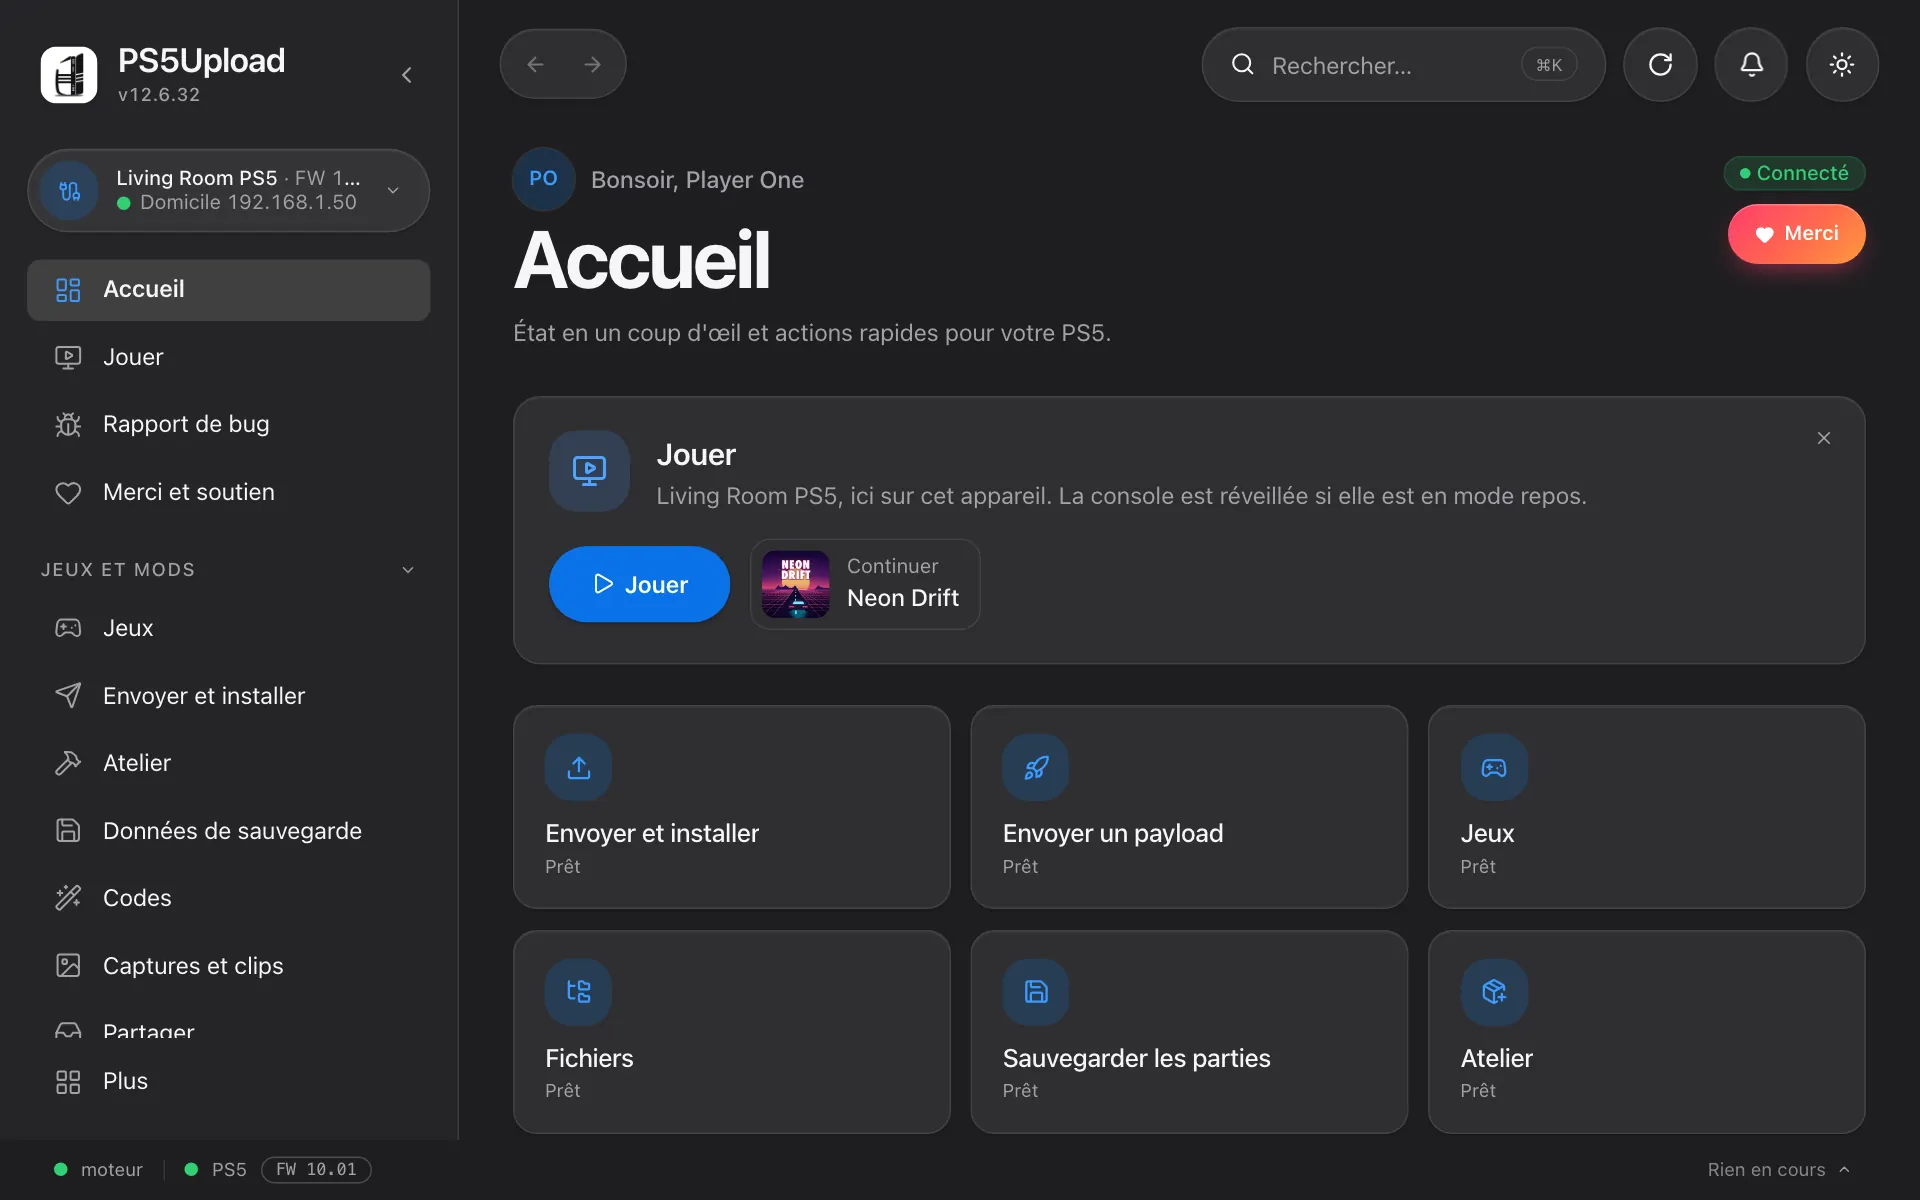 PS5Upload
v12.6.32
Living Room PS5 · FW 1...
Domicile 192.168.1.50
Accueil
Jouer
Rapport de bug
Merci et soutien
JEUX ET MODS
Jeux
Envoyer et installer
Atelier
Données de sauvegarde
Codes
Captures et clips
Partager
Plus
Rechercher...
⌘K
PO
Bonsoir, Player One
Connecté
Merci
Accueil
État en un coup d'œil et actions rapides pour votre PS5.
Jouer
Living Room PS5, ici sur cet appareil. La console est réveillée si elle est en mode repos.
Jouer
NEON
DRIFT
Continuer
Neon Drift
Envoyer et installer
Prêt
Envoyer un payload
Prêt
Jeux
Prêt
Fichiers
Prêt
Sauvegarder les parties
Prêt
Atelier
Prêt
moteur
PS5
FW 10.01
Rien en cours